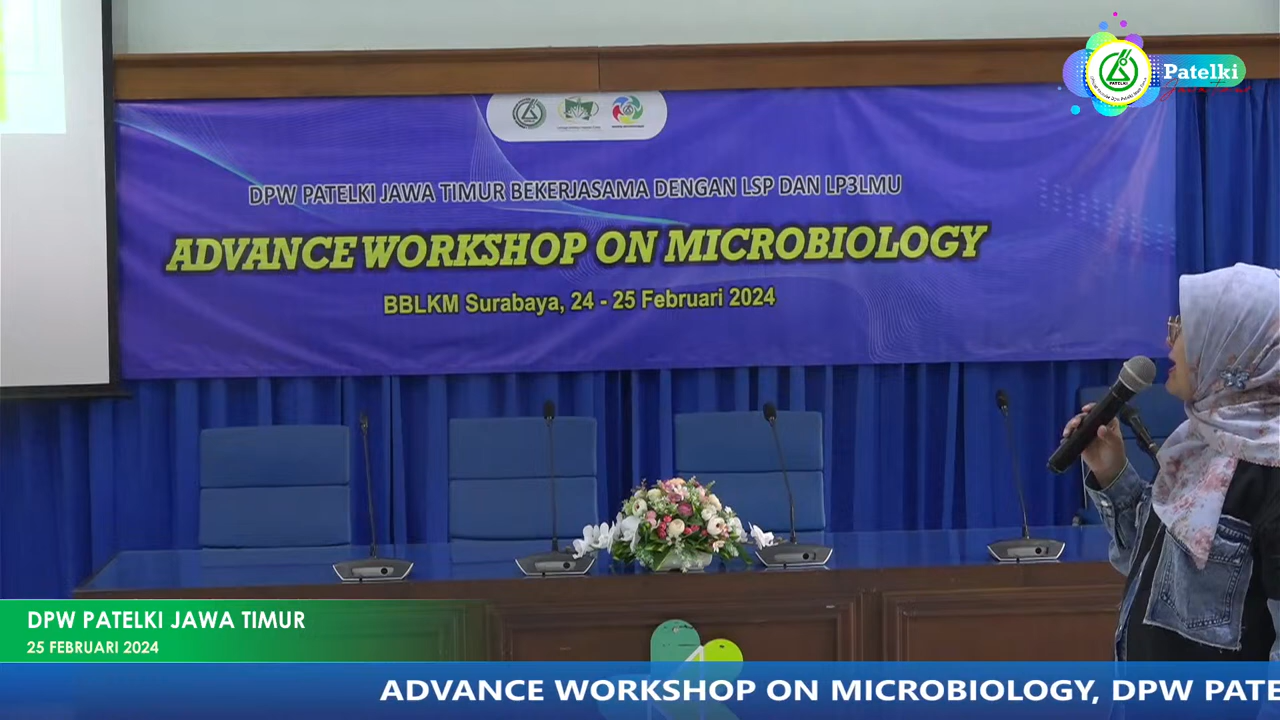 Patelki
PATELKI
DPW PATELKI JAWA TIMUR BEKERJASAMA DENGAN LSP DAN LP3LMU
ADVANCE WORKSHOP ON MICROBIOLOGY
BBLKM Surabaya, 24 - 25 Februari 2024
DPW PATELKI JAWA TIMUR
25 FEBRUARI 2024
ADVANCE WORKSHOP ON MICROBIOLOGY, DPW PATE